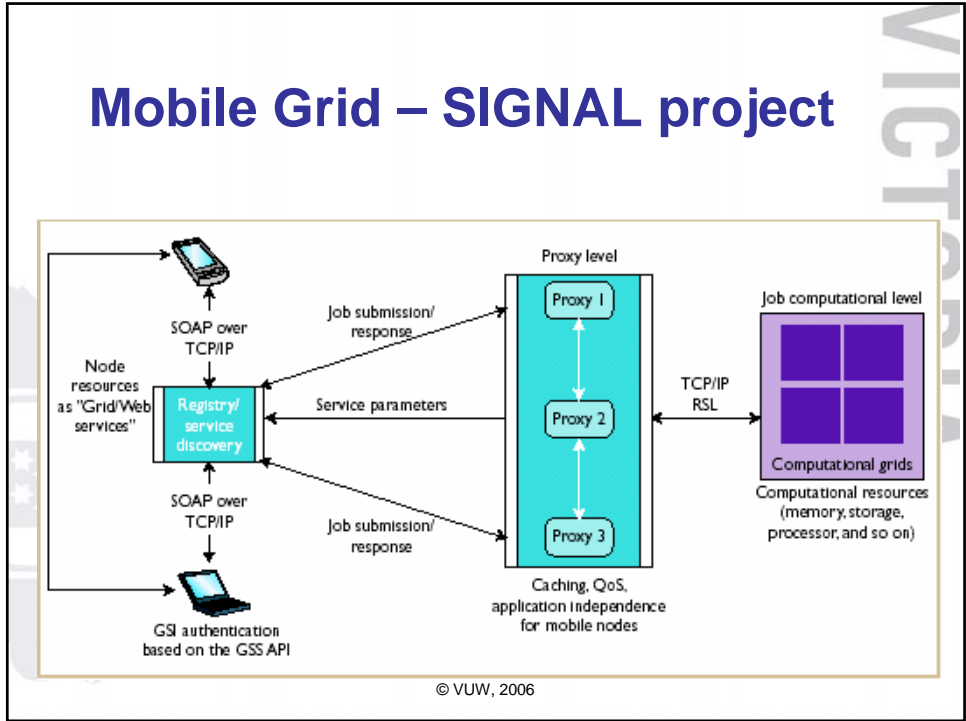 Mobile Grid – SIGNAL project
VICTORIA
Node
resources
as "Grid/Web
services"
SOAP over
TCP/IP
Registry/
service
discovery
SOAP over
TCP/IP
GSI authentication
based on the GSS API
Job submission/
response
Service parameters
Job submission/
response
Proxy level
Proxy 1
Proxy 2
Proxy 3
Caching, QoS,
application independence
for mobile nodes
TCP/IP
RSL
Job computational level
Computational grids
Computational resources
(memory, storage,
processor, and so on)
© VUW, 2006